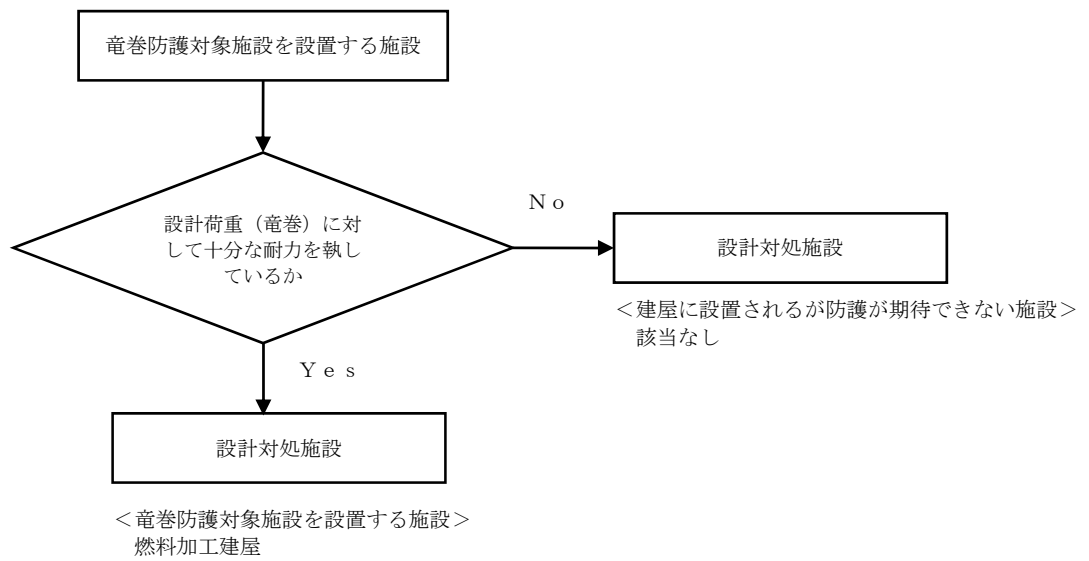 竜巻防護対象施設を設置する施設
設計荷重（竜巻）に対
して十分な耐力を執し
ているか
Ｎｏ
設計対処施設
＜建屋に設置されるが防護が期待できない施設＞
該当なし
Ｙｅｓ
設計対処施設
＜竜巻防護対象施設を設置する施設＞
燃料加工建屋